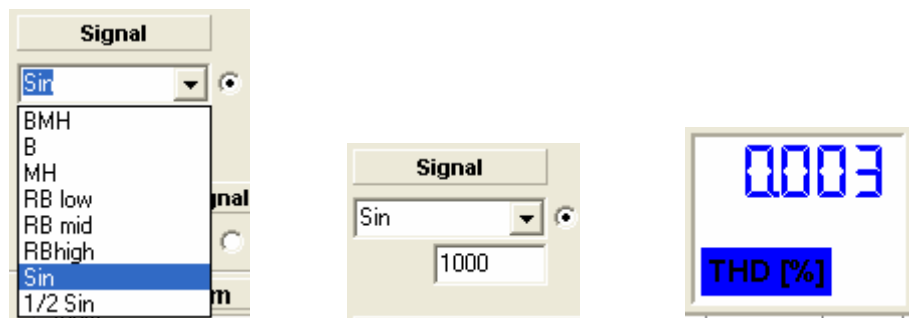 Signal
Sin
BMH
B
MH
RB low
RB mid
RBhigh
Sin
1/2 Sin
Signal
Sin
1000
0.003
THD [%]